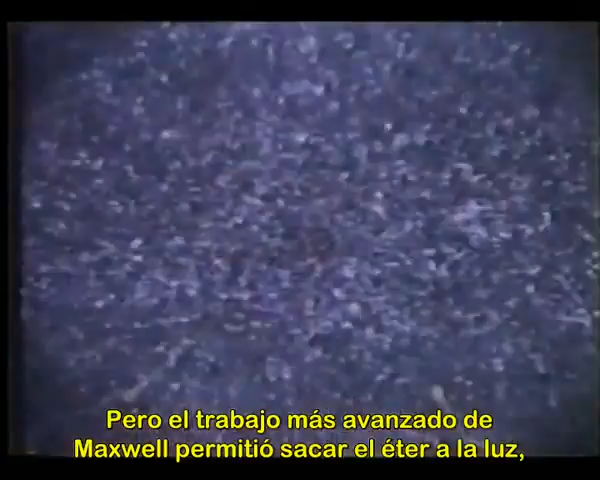 Pero el trabajo más avanzado de
Maxwell permitió sacar el éter a la luz,